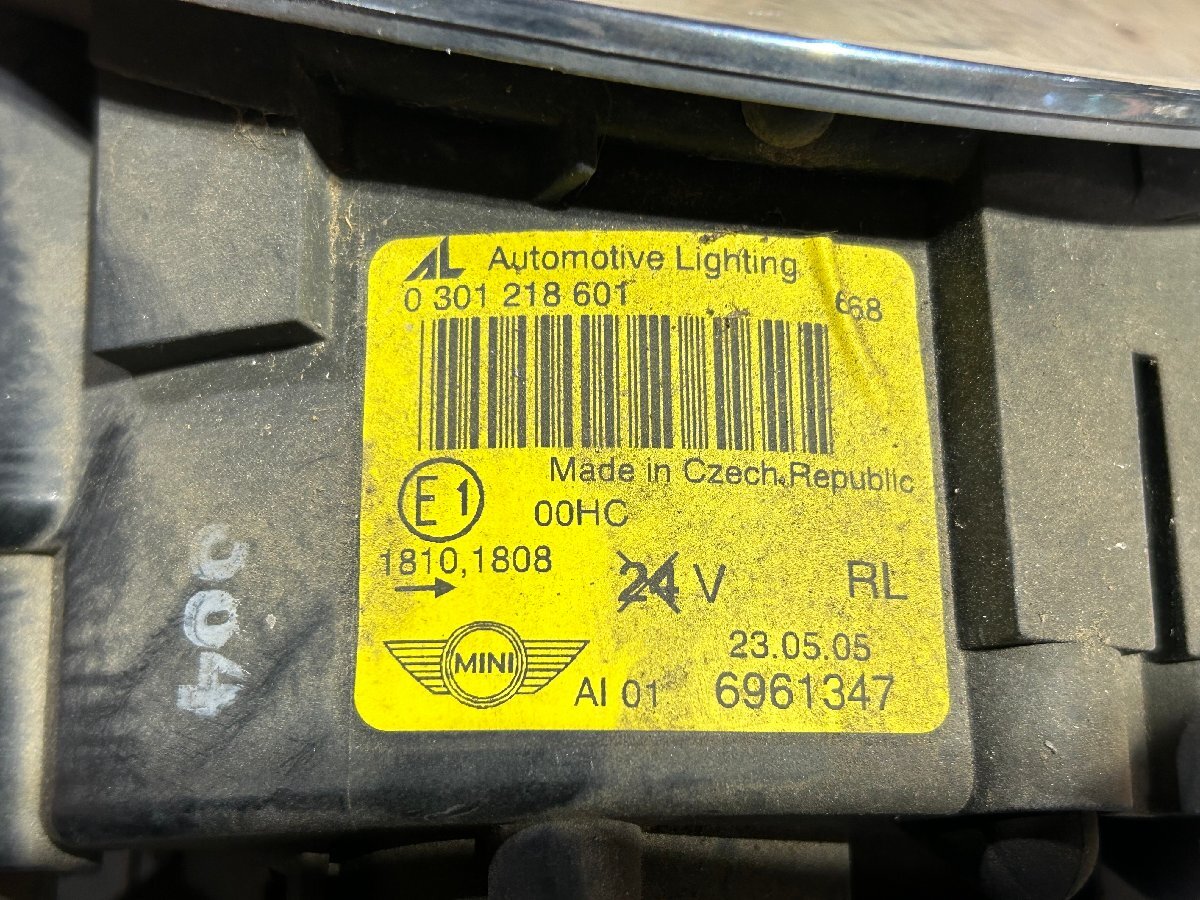 AL Automotive Lighting
0 301 218 601 668
Made in Czech Republic
E1 00HC
1810,1808
24 V RL
23.05.05
MINI AI 01 6961347
304